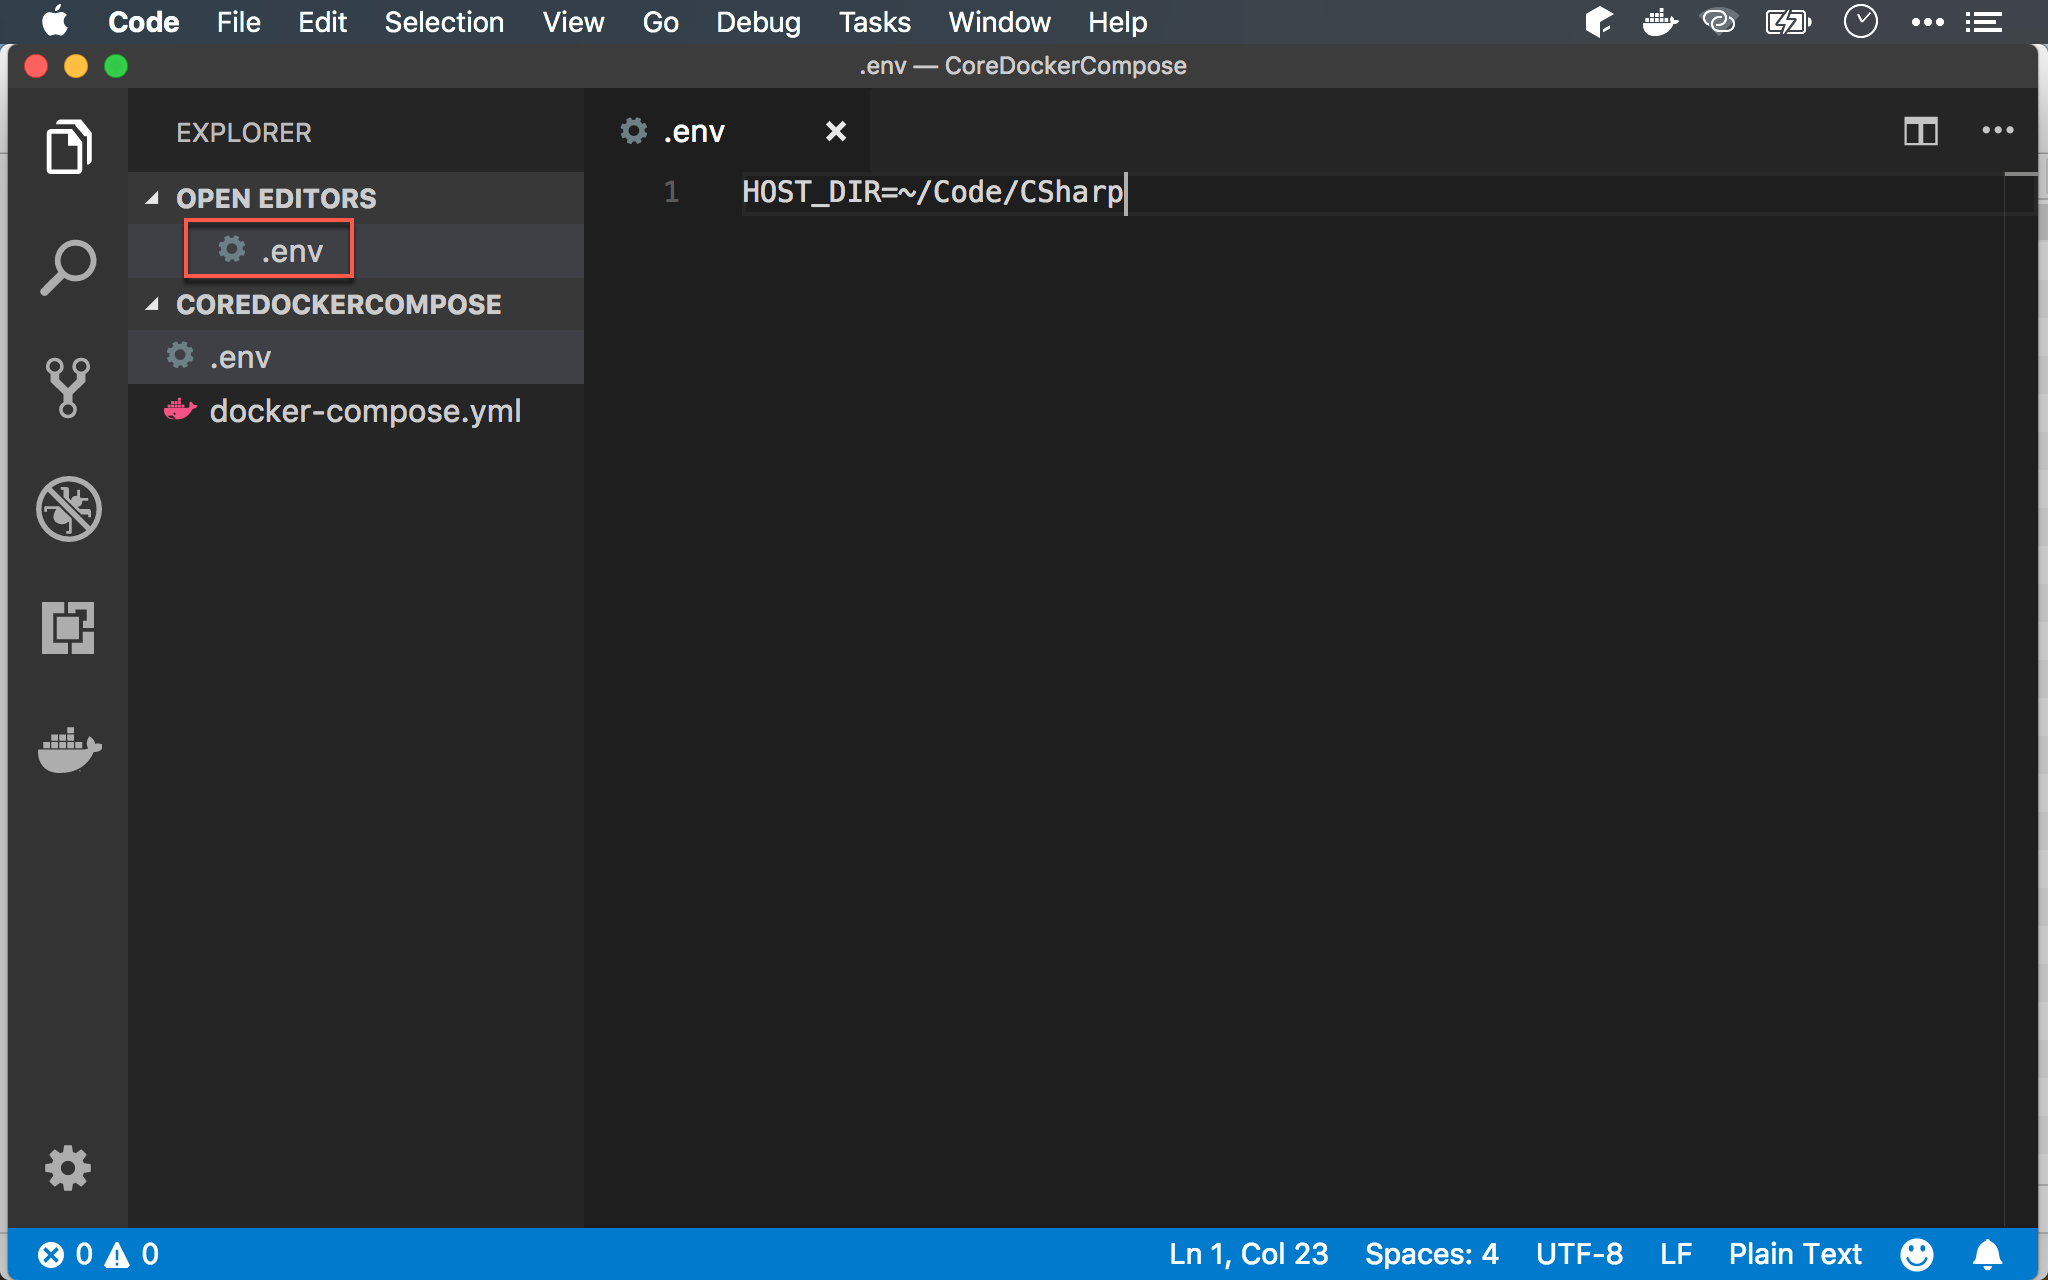 Code File Edit Selection View Go Debug Tasks Window Help
.env — CoreDockerCompose
EXPLORER
OPEN EDITORS
.env
COREDOCKERCOMPOSE
.env
docker-compose.yml
.env
1 HOST_DIR=~/Code/CSharp
0 0 Ln 1, Col 23 Spaces: 4 UTF-8 LF Plain Text